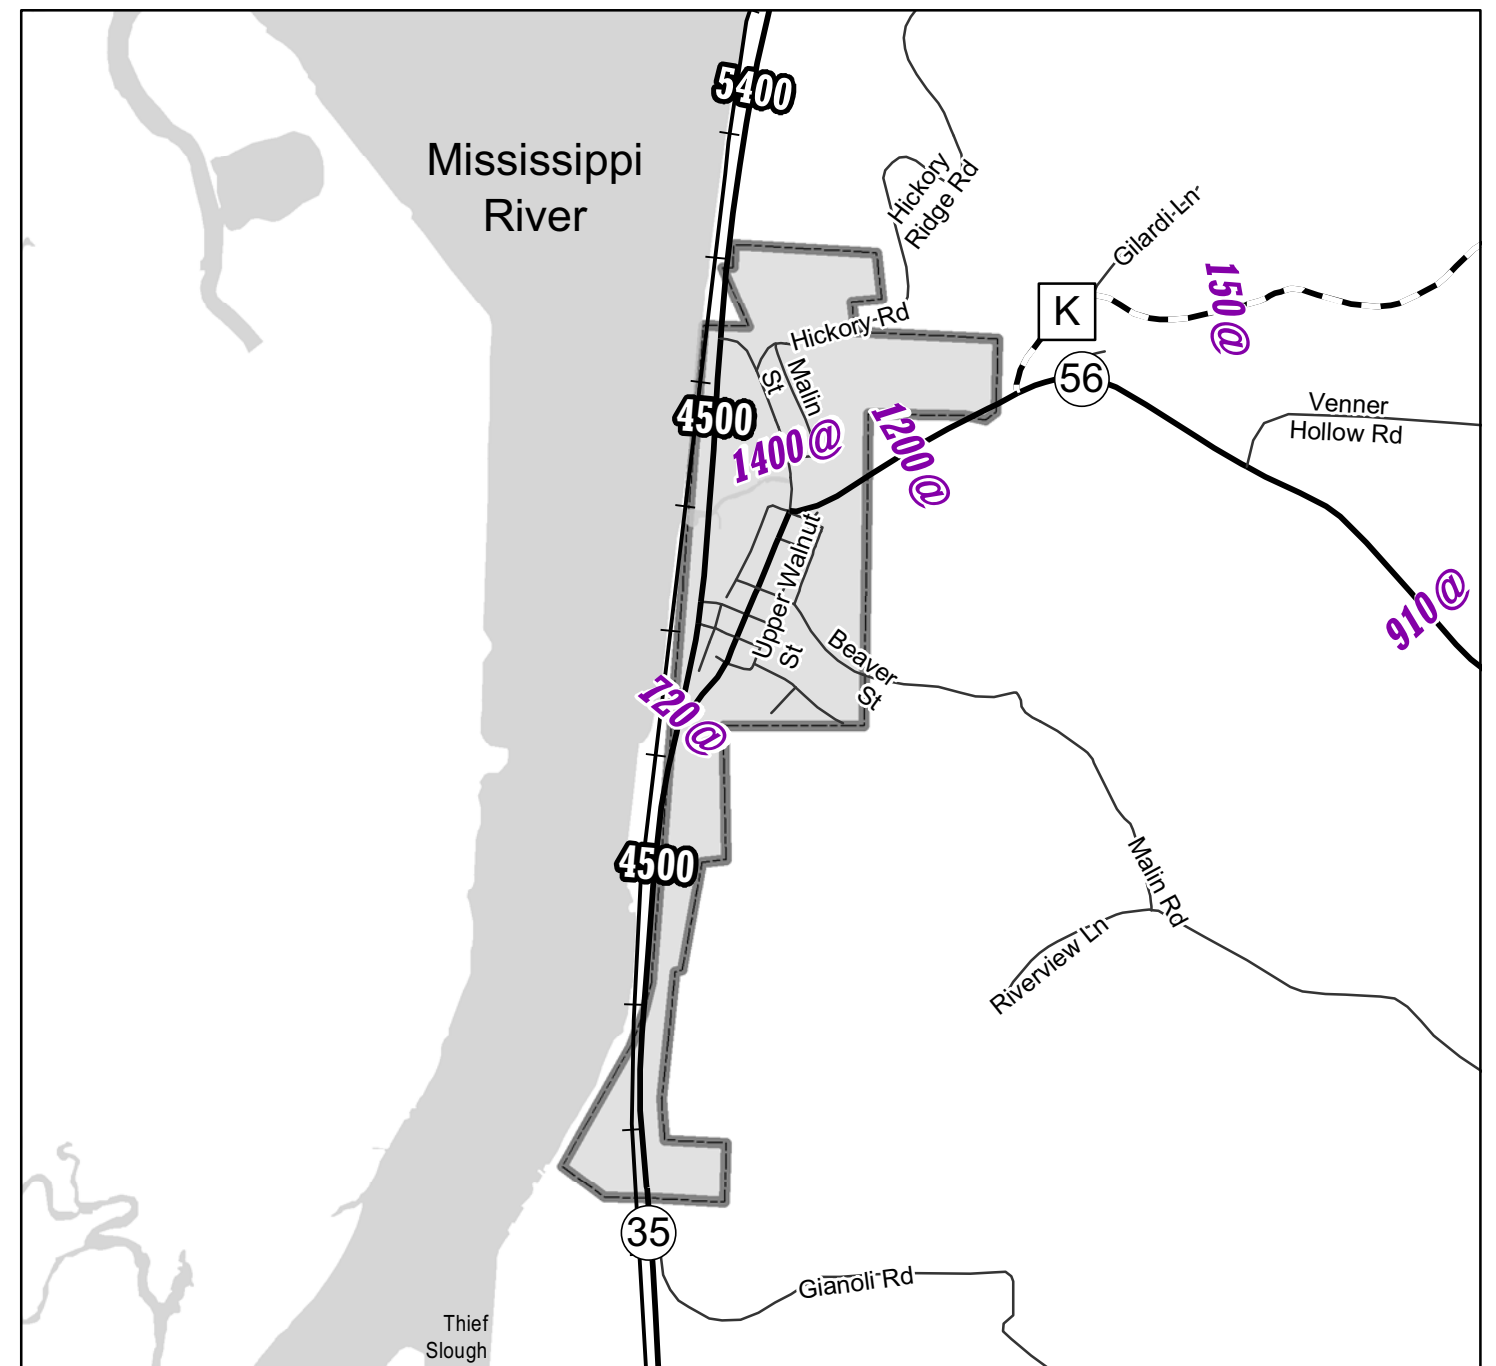 5400
Mississippi
River
Hickory
Ridge Rd
Gilardi Ln
150@
K
Hickory Rd
56
St
Malin
4500
1400@
1200@
Venner
Hollow Rd
Upper Walnut
St
910@
Beaver
St
720@
4500
Malin Rd
Riverview Ln
35
Gianoli Rd
Thief
Slough